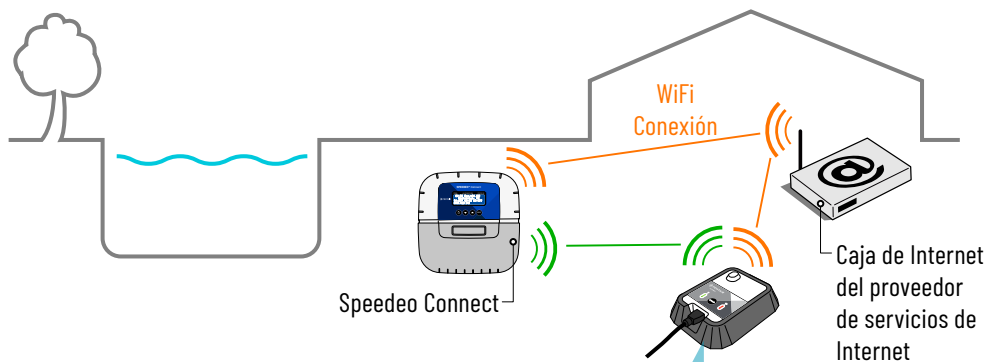 WiFi
Conexión
@
Speedeo Connect
Caja de Internet
del proveedor
de servicios de
Internet